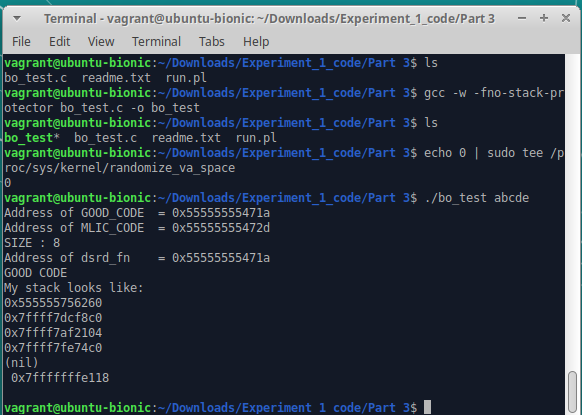 Terminal - vagrant@ubuntu-bionic: ~/Downloads/Experiment_1_code/Part 3
File Edit View Terminal Tabs Help
vagrant@ubuntu-bionic:~/Downloads/Experiment_1_code/Part 3$ ls
bo_test.c  readme.txt  run.pl
vagrant@ubuntu-bionic:~/Downloads/Experiment_1_code/Part 3$ gcc -w -fno-stack-pr
otector bo_test.c -o bo_test
vagrant@ubuntu-bionic:~/Downloads/Experiment_1_code/Part 3$ ls
bo_test*  bo_test.c  readme.txt  run.pl
vagrant@ubuntu-bionic:~/Downloads/Experiment_1_code/Part 3$ echo 0 | sudo tee /p
roc/sys/kernel/randomize_va_space
0
vagrant@ubuntu-bionic:~/Downloads/Experiment_1_code/Part 3$ ./bo_test abcde
Address of GOOD_CODE  = 0x55555555471a
Address of MLIC_CODE  = 0x55555555472d
SIZE : 8
Address of dsrd_fn    = 0x55555555471a
GOOD CODE
My stack looks like:
0x555555756260
0x7ffff7dcf8c0
0x7ffff7af2104
0x7ffff7fe74c0
(nil)
 0x7fffffffe118
vagrant@ubuntu-bionic:~/Downloads/Experiment_1_code/Part 3$